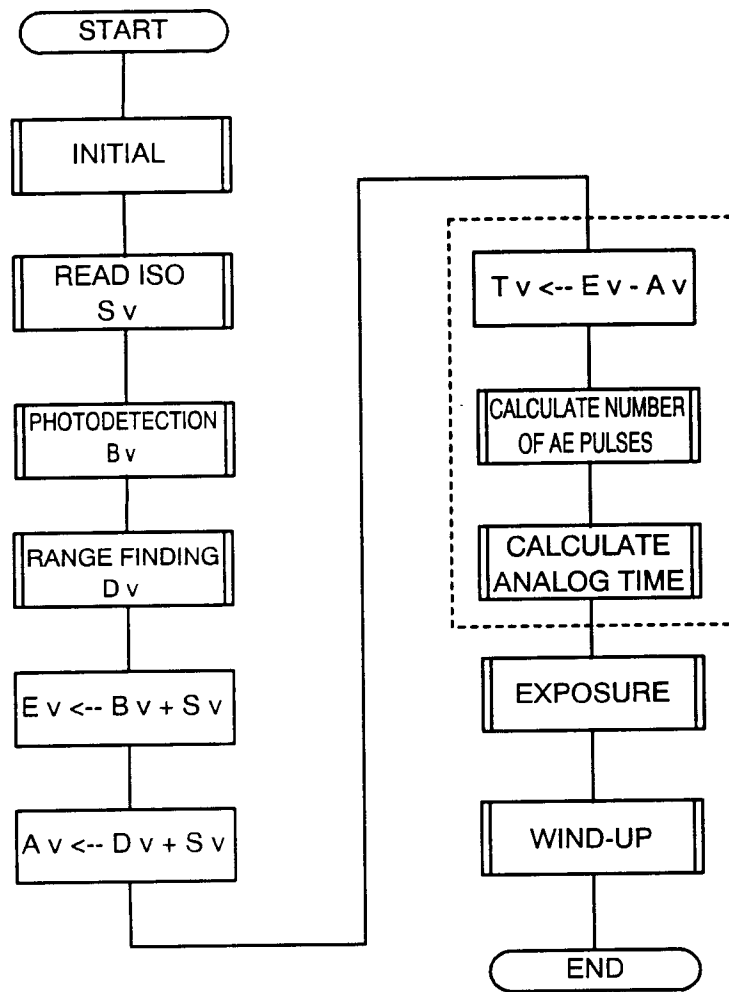 START
INITIAL
READ ISO
S v
PHOTODETECTION
B v
RANGE FINDING
D v
E v <-- B v + S v
A v <-- D v + S v
T v <-- E v - A v
CALCULATE NUMBER
OF AE PULSES
CALCULATE
ANALOG TIME
EXPOSURE
WIND-UP
END